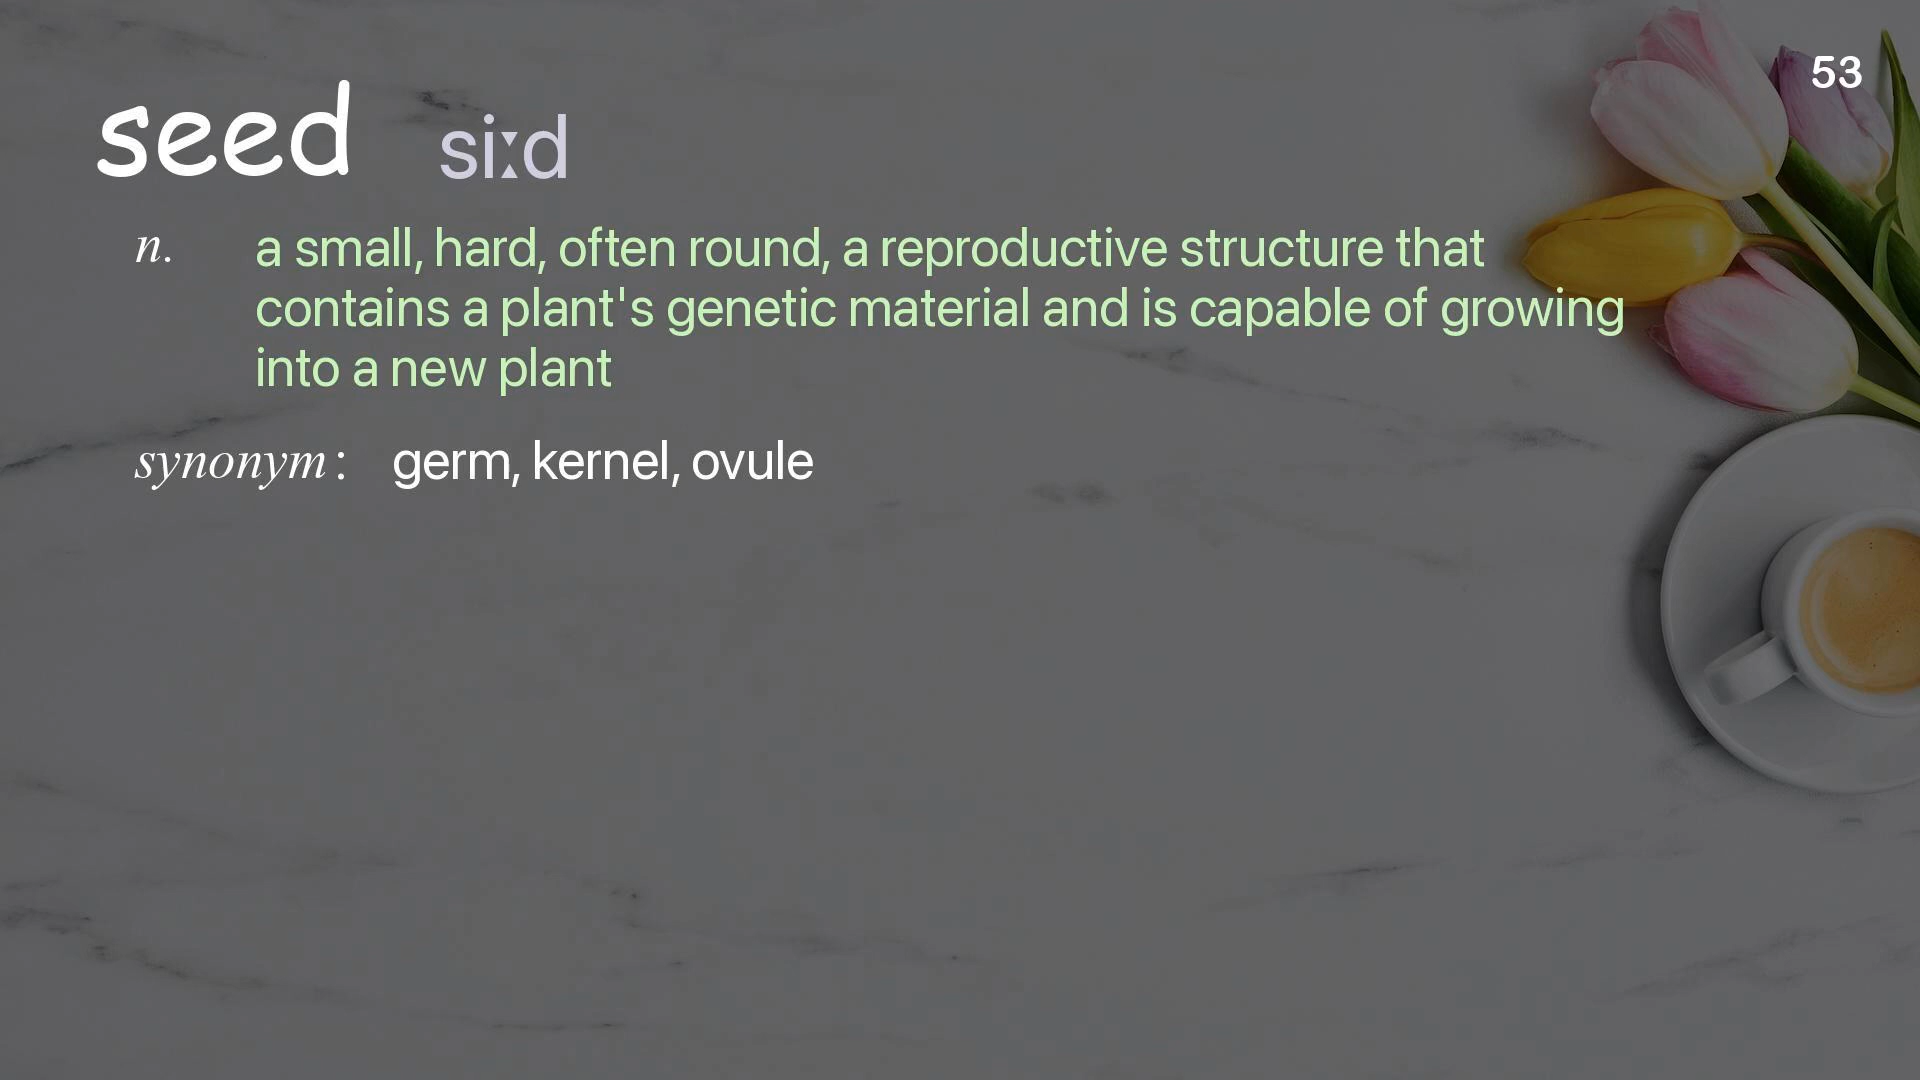 53
seed siːd
n. a small, hard, often round, a reproductive structure that
contains a plant's genetic material and is capable of growing
into a new plant
synonym: germ, kernel, ovule